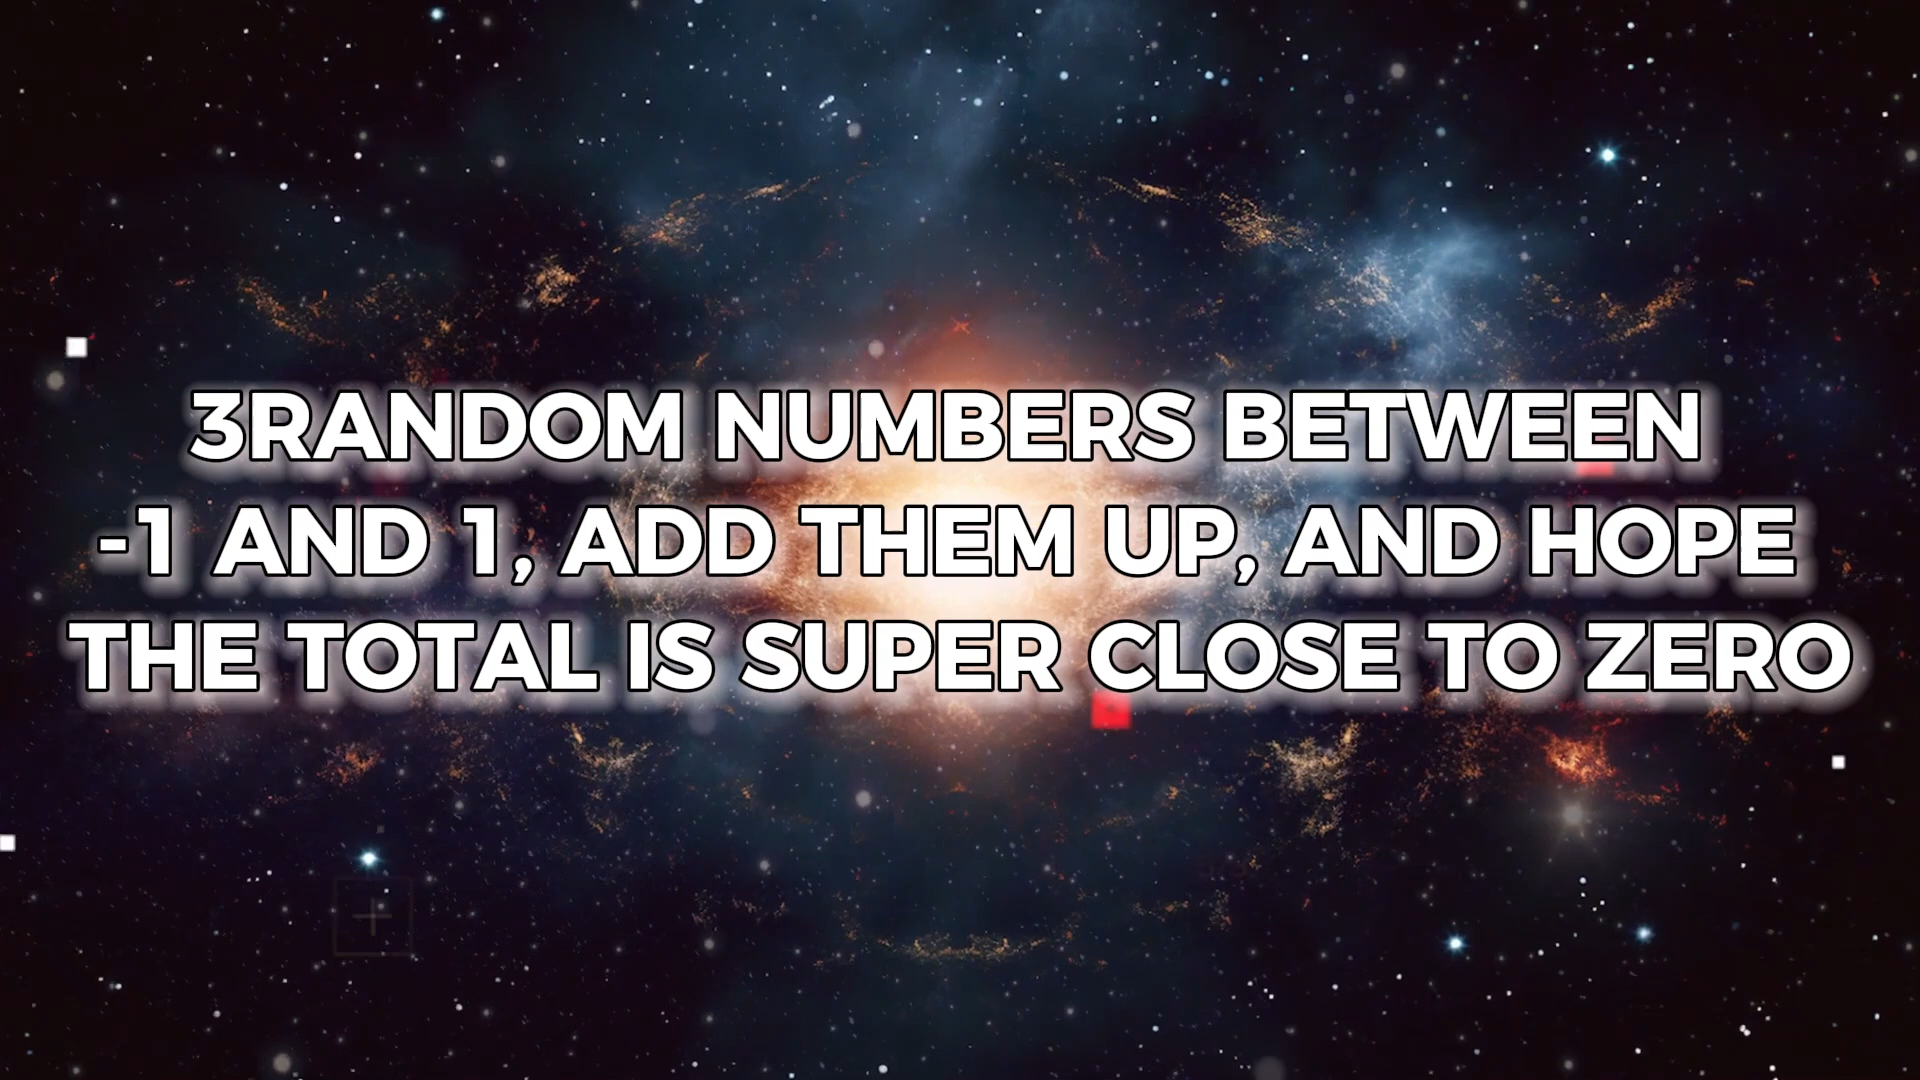 3RANDOM NUMBERS BETWEEN
-1 AND 1, ADD THEM UP, AND HOPE
THE TOTAL IS SUPER CLOSE TO ZERO